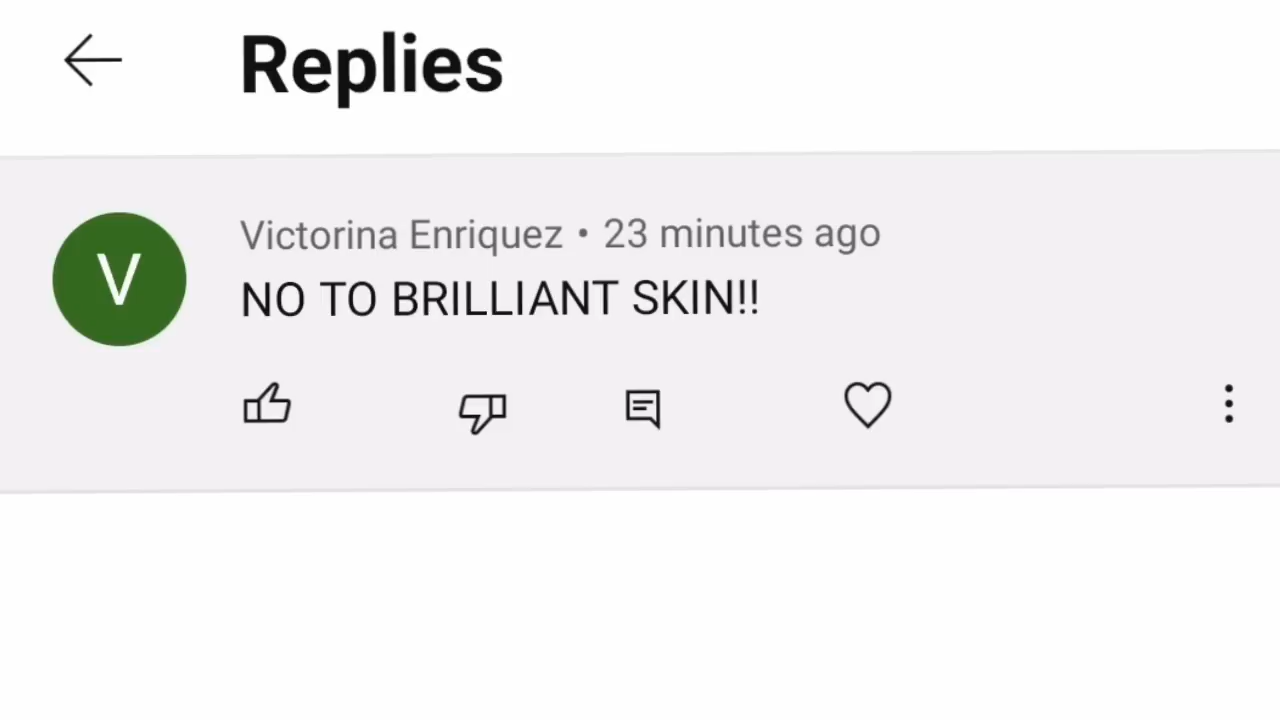 Replies
V
Victorina Enriquez • 23 minutes ago
NO TO BRILLIANT SKIN!!